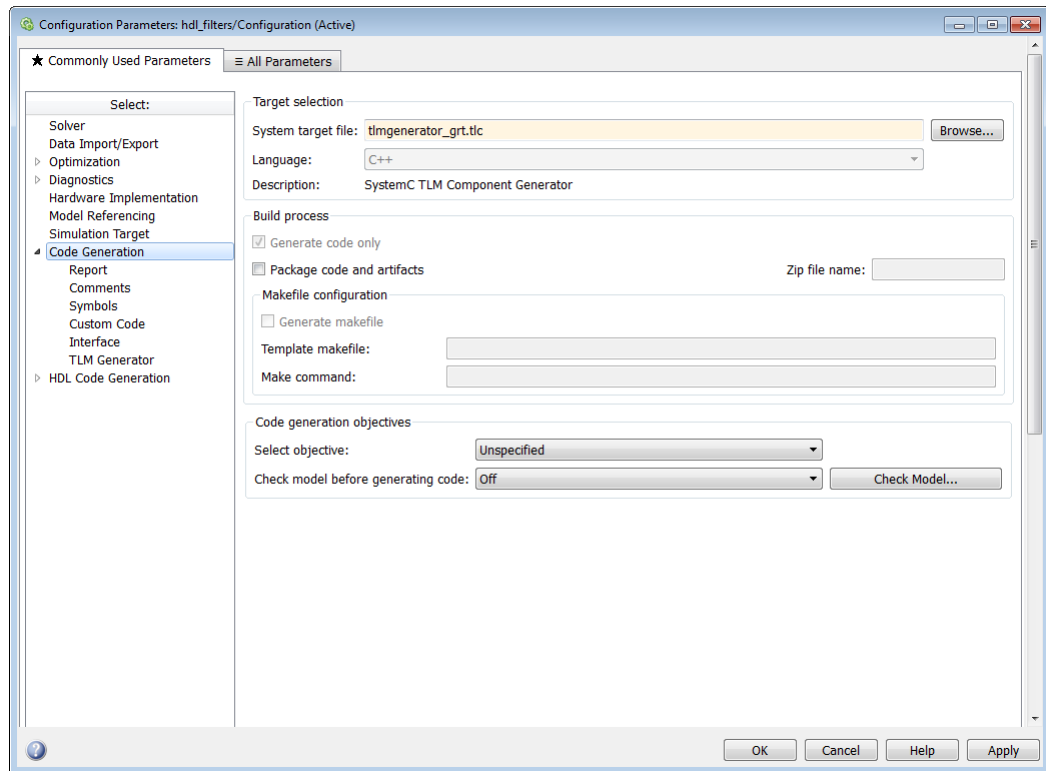 Configuration Parameters: hdl_filters/Configuration (Active)
★ Commonly Used Parameters
≡ All Parameters
Select:
Solver
Data Import/Export
Optimization
Diagnostics
Hardware Implementation
Model Referencing
Simulation Target
Code Generation
Report
Comments
Symbols
Custom Code
Interface
TLM Generator
HDL Code Generation
Target selection
System target file: tlmgenerator_grt.tlc Browse...
Language: C++
Description: SystemC TLM Component Generator
Build process
Generate code only
Package code and artifacts Zip file name:
Makefile configuration
Generate makefile
Template makefile:
Make command:
Code generation objectives
Select objective: Unspecified
Check model before generating code: Off Check Model...
OK Cancel Help Apply